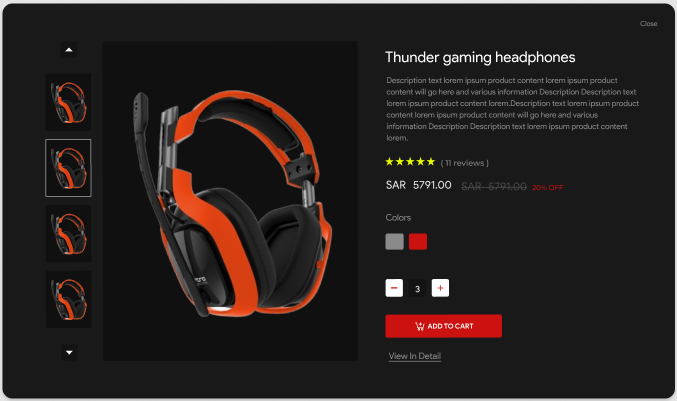 Close
Thunder gaming headphones
Description text lorem ipsum product content lorem ipsum product
content will go here and various information Description Description text
lorem ipsum product content lorem.Description text lorem ipsum product
content lorem ipsum product content will go here and various
information Description Description text lorem ipsum product content
lorem.
( 11 reviews )
SAR 5791.00 SAR 5791.00 20% OFF
Colors
3
ADD TO CART
View In Detail